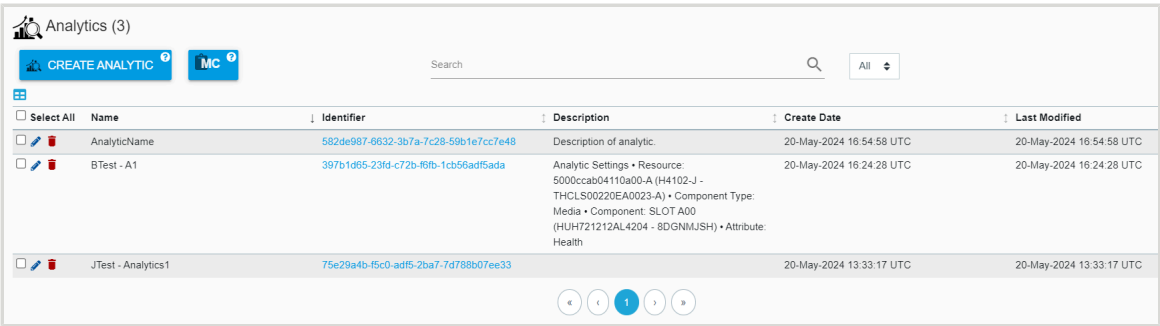 Analytics (3)
CREATE ANALYTIC ? MC ? Search All
Select All Name ↓ Identifier Description Create Date Last Modified
AnalyticName 582de987-6632-3b7a-7c28-59b1e7cc7e48 Description of analytic. 20-May-2024 16:54:58 UTC 20-May-2024 16:54:58 UTC
BTest - A1 397b1d65-23fd-c72b-f6fb-1cb56adf5ada Analytic Settings • Resource: 20-May-2024 16:24:28 UTC 20-May-2024 16:24:28 UTC
5000ccab04110a00-A (H4102-J -
THCLS00220EA0023-A) • Component Type:
Media • Component: SLOT A00
(HUH721212AL4204 - 8DGNMJSH) • Attribute:
Health
JTest - Analytics1 75e29a4b-f5c0-adf5-2ba7-7d788b07ee33 20-May-2024 13:33:17 UTC 20-May-2024 13:33:17 UTC
« ‹ 1 › »